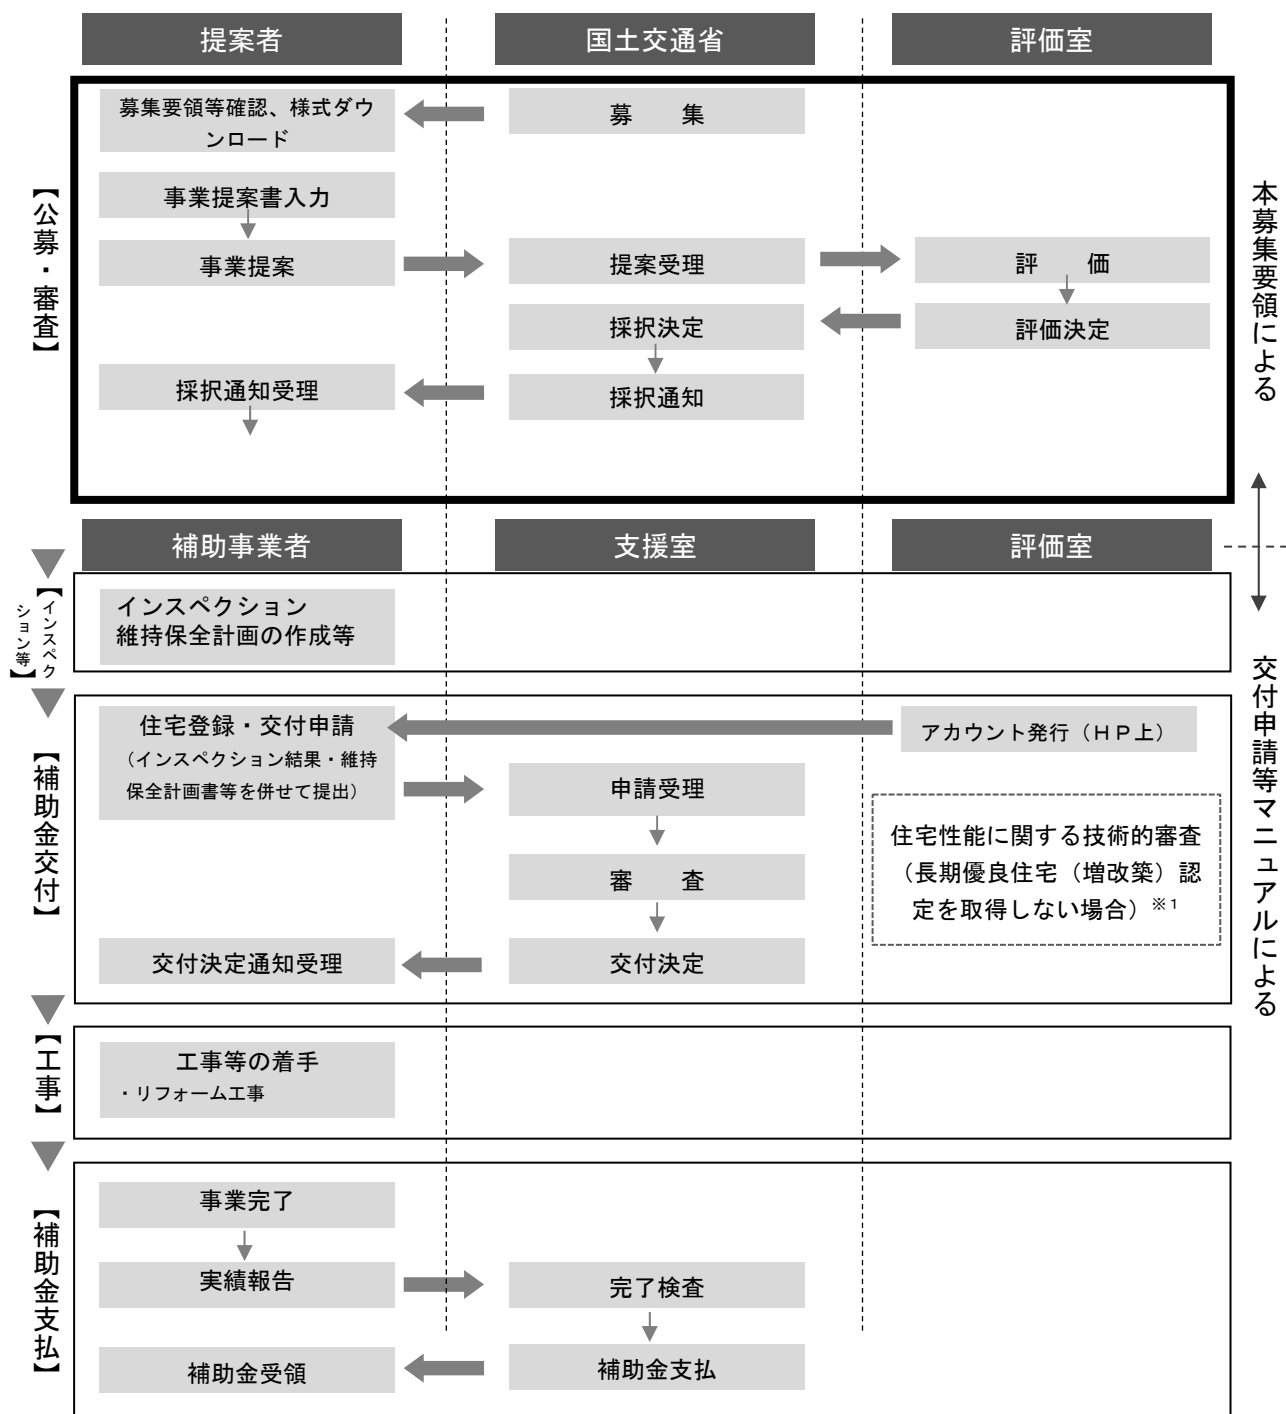 提案者
国土交通省
評価室
【公募・審査】
募集要領等確認、様式ダウ
ンロード
募　　集
事業提案書入力
事業提案
提案受理
評　　価
採択決定
評価決定
採択通知受理
採択通知
本募集要領による
補助事業者
支援室
評価室
【インスペク
ション等】
インスペクション
維持保全計画の作成等
【補助金交付】
住宅登録・交付申請
（インスペクション結果・維持
保全計画書等を併せて提出）
アカウント発行（ＨＰ上）
申請受理
審　　査
住宅性能に関する技術的審査
（長期優良住宅（増改築）認
定を取得しない場合）※1
交付決定通知受理
交付決定
交付申請等マニュアルによる
【工事】
工事等の着手
・リフォーム工事
【補助金支払】
事業完了
実績報告
完了検査
補助金受領
補助金支払